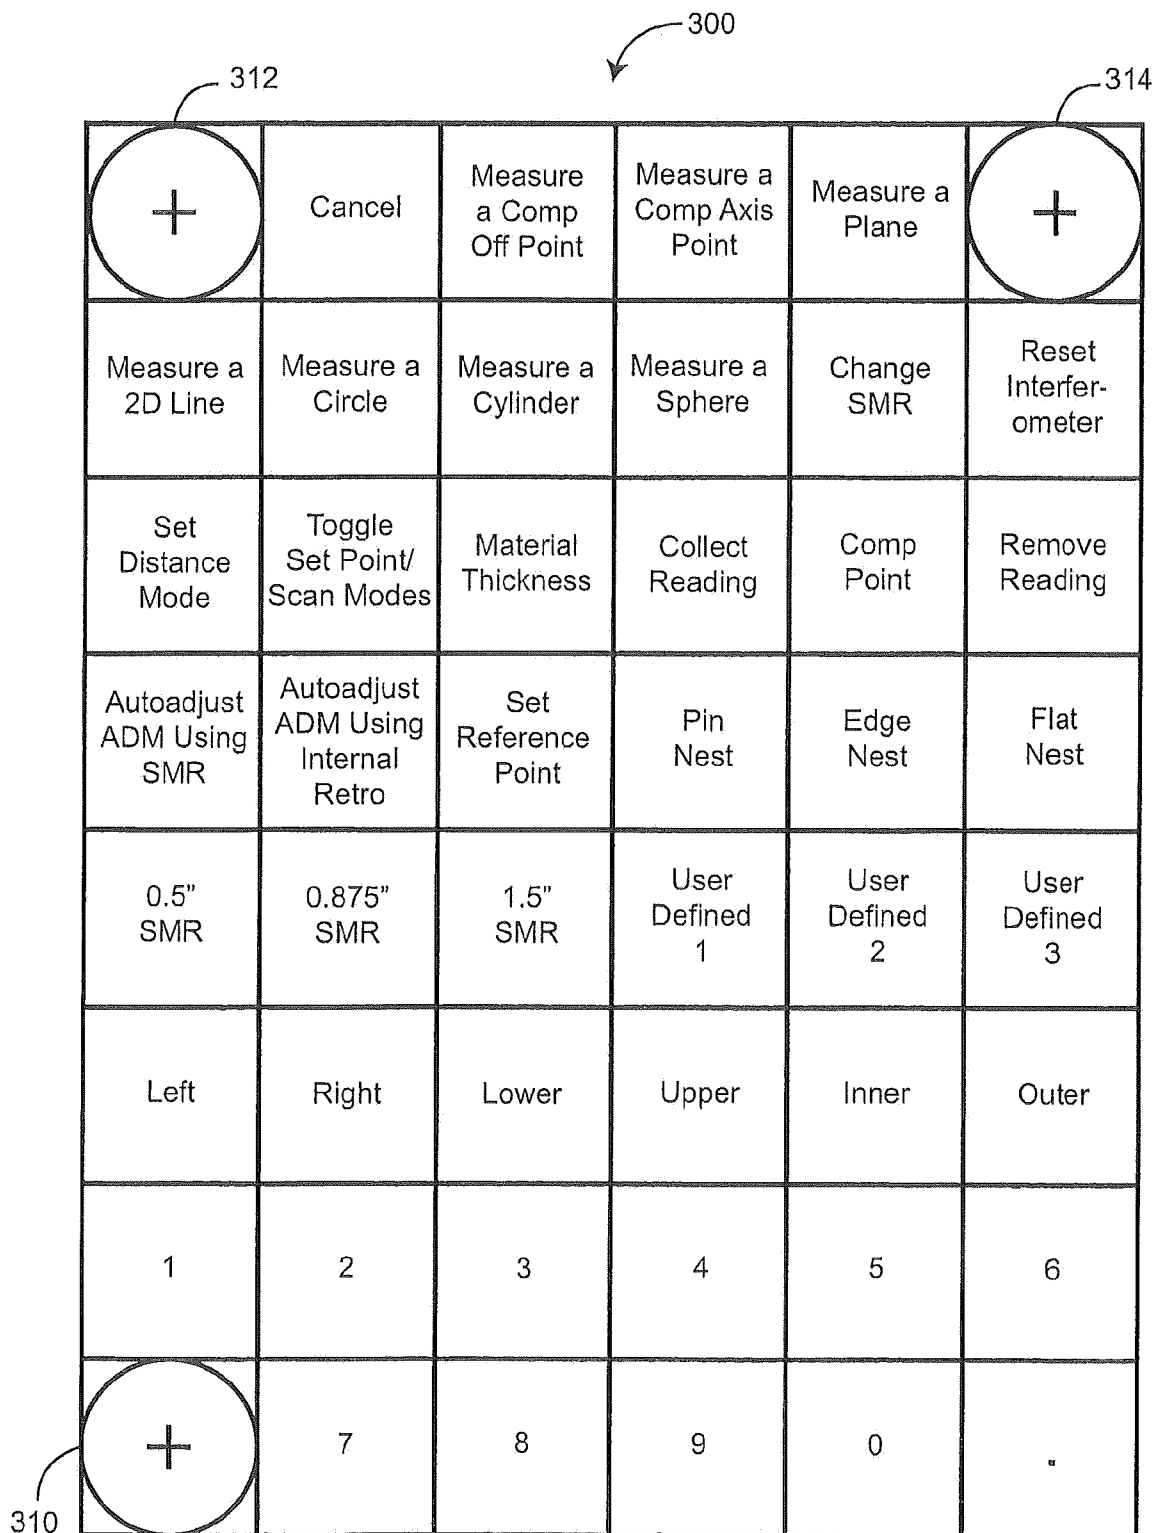 300
312
314
+
Cancel
Measure
a Comp
Off Point
Measure a
Comp Axis
Point
Measure a
Plane
+
Measure a
2D Line
Measure a
Circle
Measure a
Cylinder
Measure a
Sphere
Change
SMR
Reset
Interfer-
ometer
Set
Distance
Mode
Toggle
Set Point/
Scan Modes
Material
Thickness
Collect
Reading
Comp
Point
Remove
Reading
Autoadjust
ADM Using
SMR
Autoadjust
ADM Using
Internal
Retro
Set
Reference
Point
Pin
Nest
Edge
Nest
Flat
Nest
0.5"
SMR
0.875"
SMR
1.5"
SMR
User
Defined
1
User
Defined
2
User
Defined
3
Left
Right
Lower
Upper
Inner
Outer
1
2
3
4
5
6
+
7
8
9
0
.
310